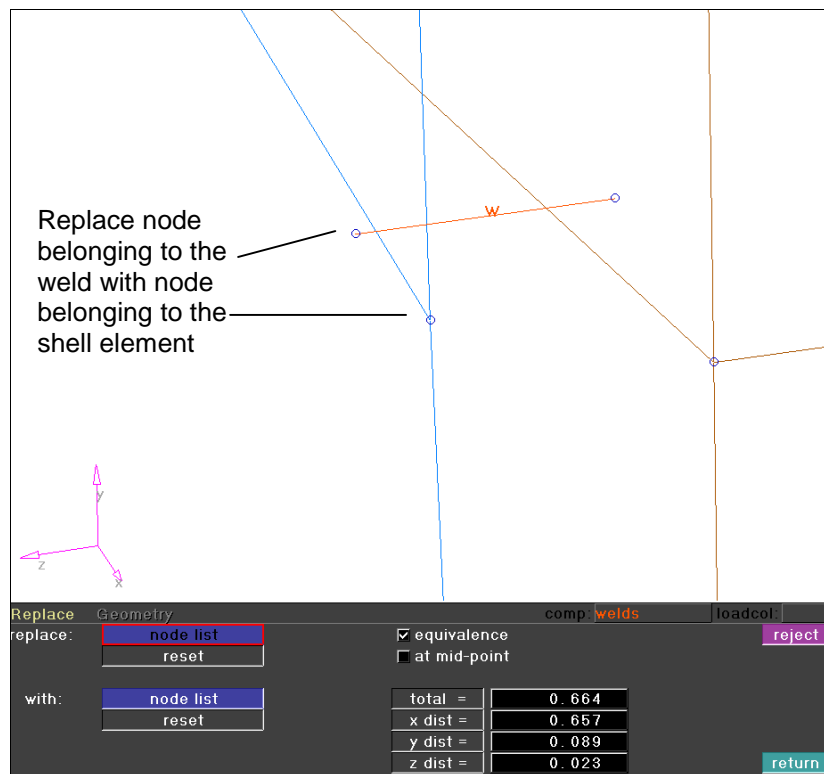 W
Replace node
belonging to the
weld with node
belonging to the
shell element
y
z
x
Replace Geometry comp: welds loadcol:
replace: node list equivalence reject
reset at mid-point
with: node list total = 0.664
reset x dist = 0.657
y dist = 0.089
z dist = 0.023 return